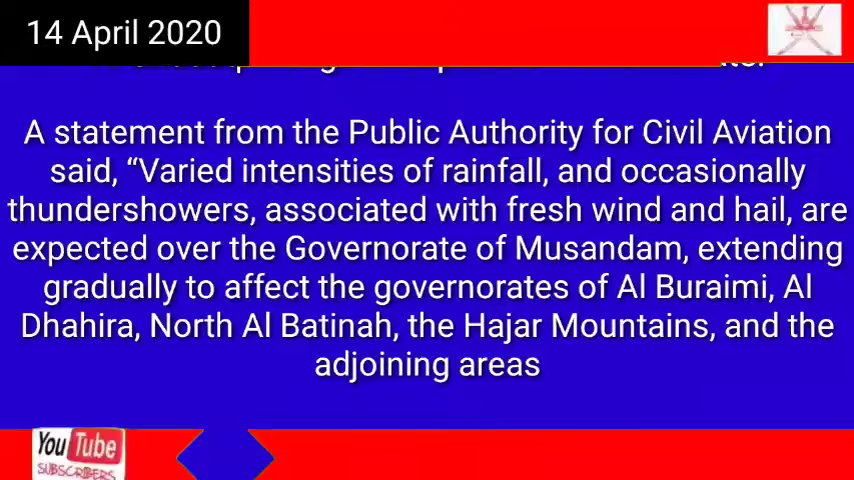 14 April 2020
A statement from the Public Authority for Civil Aviation
said, “Varied intensities of rainfall, and occasionally
thundershowers, associated with fresh wind and hail, are
expected over the Governorate of Musandam, extending
gradually to affect the governorates of Al Buraimi, Al
Dhahira, North Al Batinah, the Hajar Mountains, and the
adjoining areas
YouTube
SUBSCRIBERS